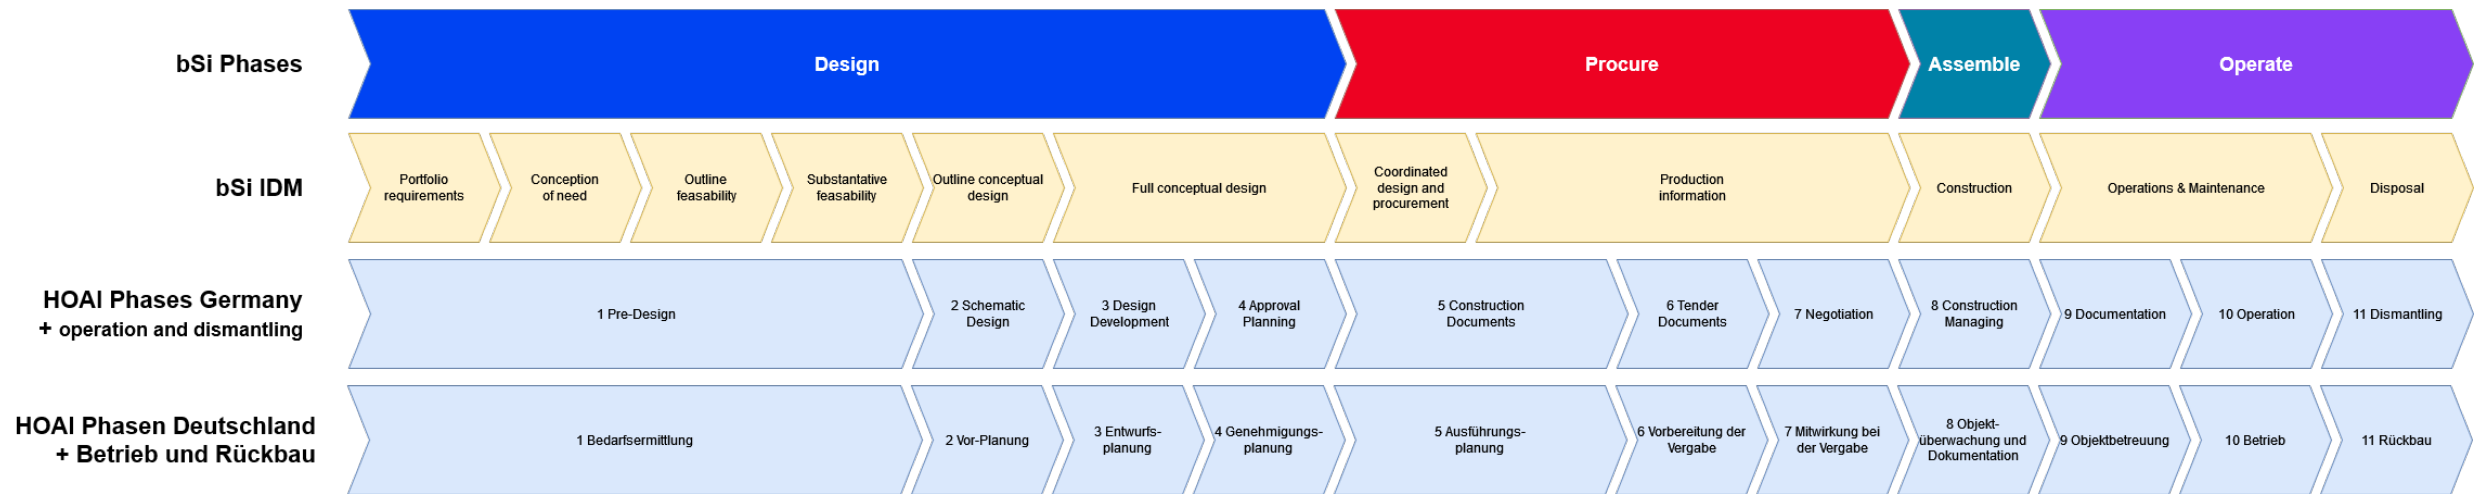 bSi Phases
Design
Procure
Assemble
Operate
bSi IDM
Portfolio
requirements
Conception
of need
Outline
feasability
Substantative
feasability
Outline conceptual
design
Full conceptual design
Coordinated
design and
procurement
Production
information
Construction
Operations & Maintenance
Disposal
HOAI Phases Germany
+ operation and dismantling
1 Pre-Design
2 Schematic
Design
3 Design
Development
4 Approval
Planning
5 Construction
Documents
6 Tender
Documents
7 Negotiation
8 Construction
Managing
9 Documentation
10 Operation
11 Dismantling
HOAI Phasen Deutschland
+ Betrieb und Rückbau
1 Bedarfsermittlung
2 Vor-Planung
3 Entwurfs-
planung
4 Genehmigungs-
planung
5 Ausführungs-
planung
6 Vorbereitung der
Vergabe
7 Mitwirkung bei
der Vergabe
8 Objekt-
überwachung und
Dokumentation
9 Objektbetreuung
10 Betrieb
11 Rückbau